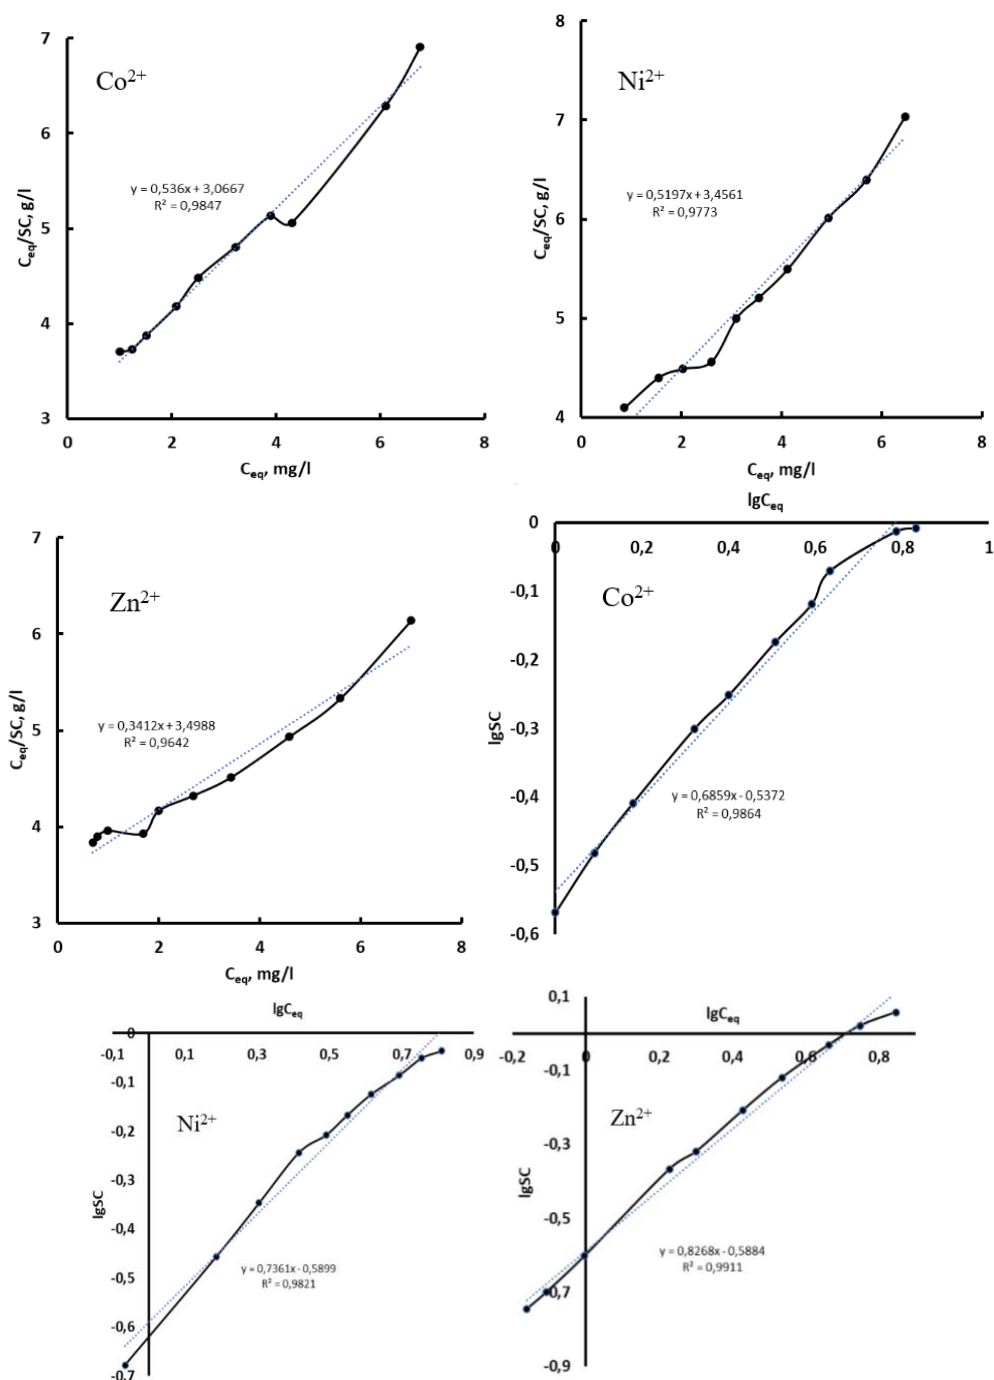 7
6
5
4
3
Co²⁺
y = 0,536x + 3,0667
R² = 0,9847
Ceq/SC, g/l
0 2 4 6 8
Ceq, mg/l
8
7
6
5
4
Ni²⁺
y = 0,5197x + 3,4561
R² = 0,9773
Ceq/SC, g/l
0 2 4 6 8
Ceq, mg/l
7
6
5
4
3
Zn²⁺
y = 0,3412x + 3,4988
R² = 0,9642
Ceq/SC, g/l
0 2 4 6 8
Ceq, mg/l
lgCeq
0
0 0,2 0,4 0,6 0,8 1
-0,1
-0,2
-0,3
-0,4
-0,5
-0,6
Co²⁺
lgSC
y = 0,6859x - 0,5372
R² = 0,9864
lgCeq
0
-0,1 0,1 0,3 0,5 0,7 0,9
-0,1
-0,2
-0,3
-0,4
-0,5
-0,6
-0,7
Ni²⁺
lgSC
y = 0,7361x - 0,5899
R² = 0,9821
0,1
lgCeq
-0,2 0 0,2 0,4 0,6 0,8
-0,1
-0,3
-0,5
-0,7
-0,9
Zn²⁺
lgSC
y = 0,8268x - 0,5884
R² = 0,9911